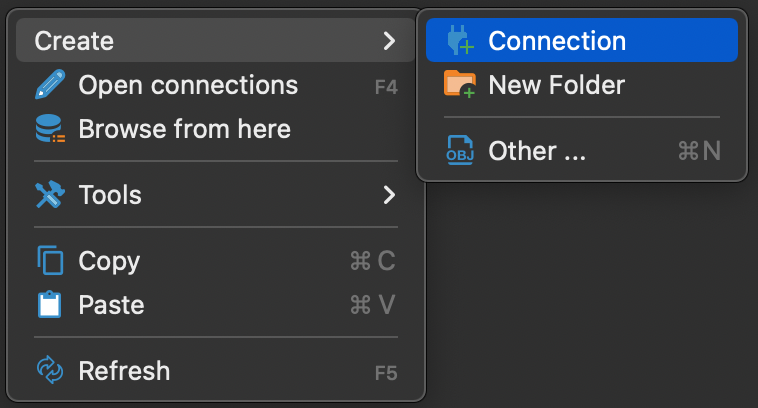 Create
Open connections F4
Browse from here
Tools
Copy ⌘ C
Paste ⌘ V
Refresh F5
Connection
New Folder
OBJ Other ... ⌘ N